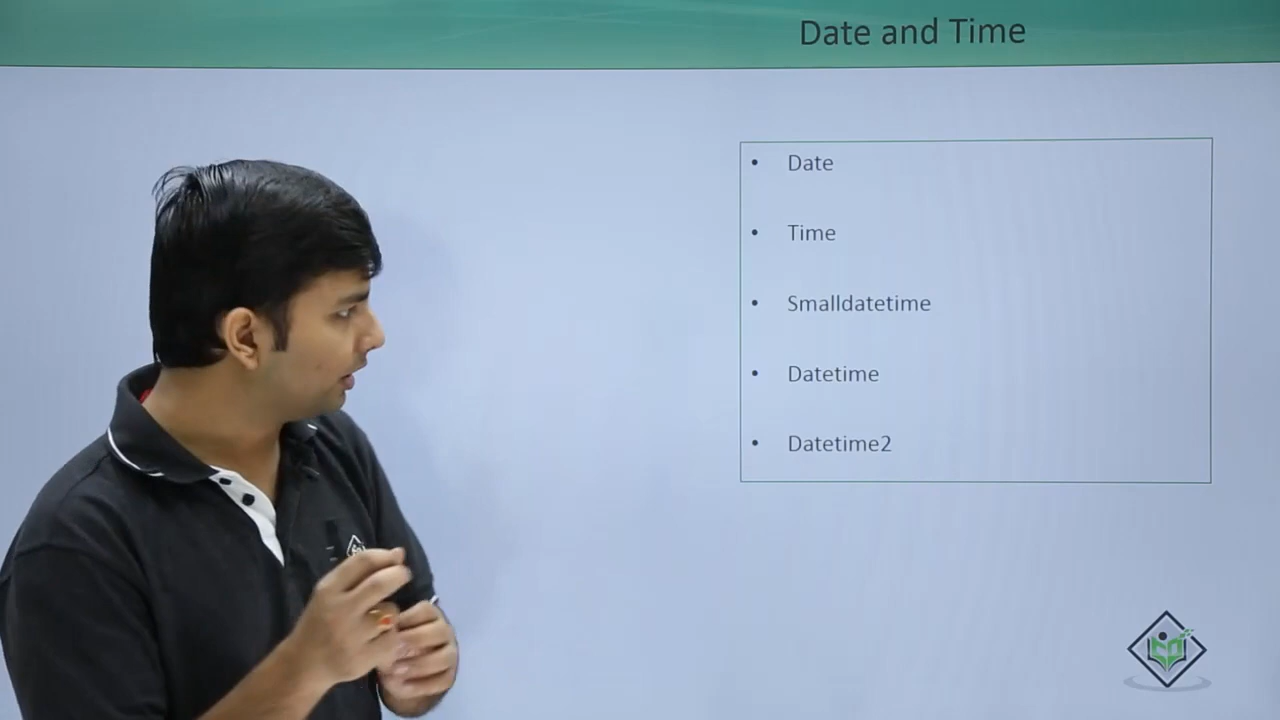 Date and Time
• Date
• Time
• Smalldatetime
• Datetime
• Datetime2